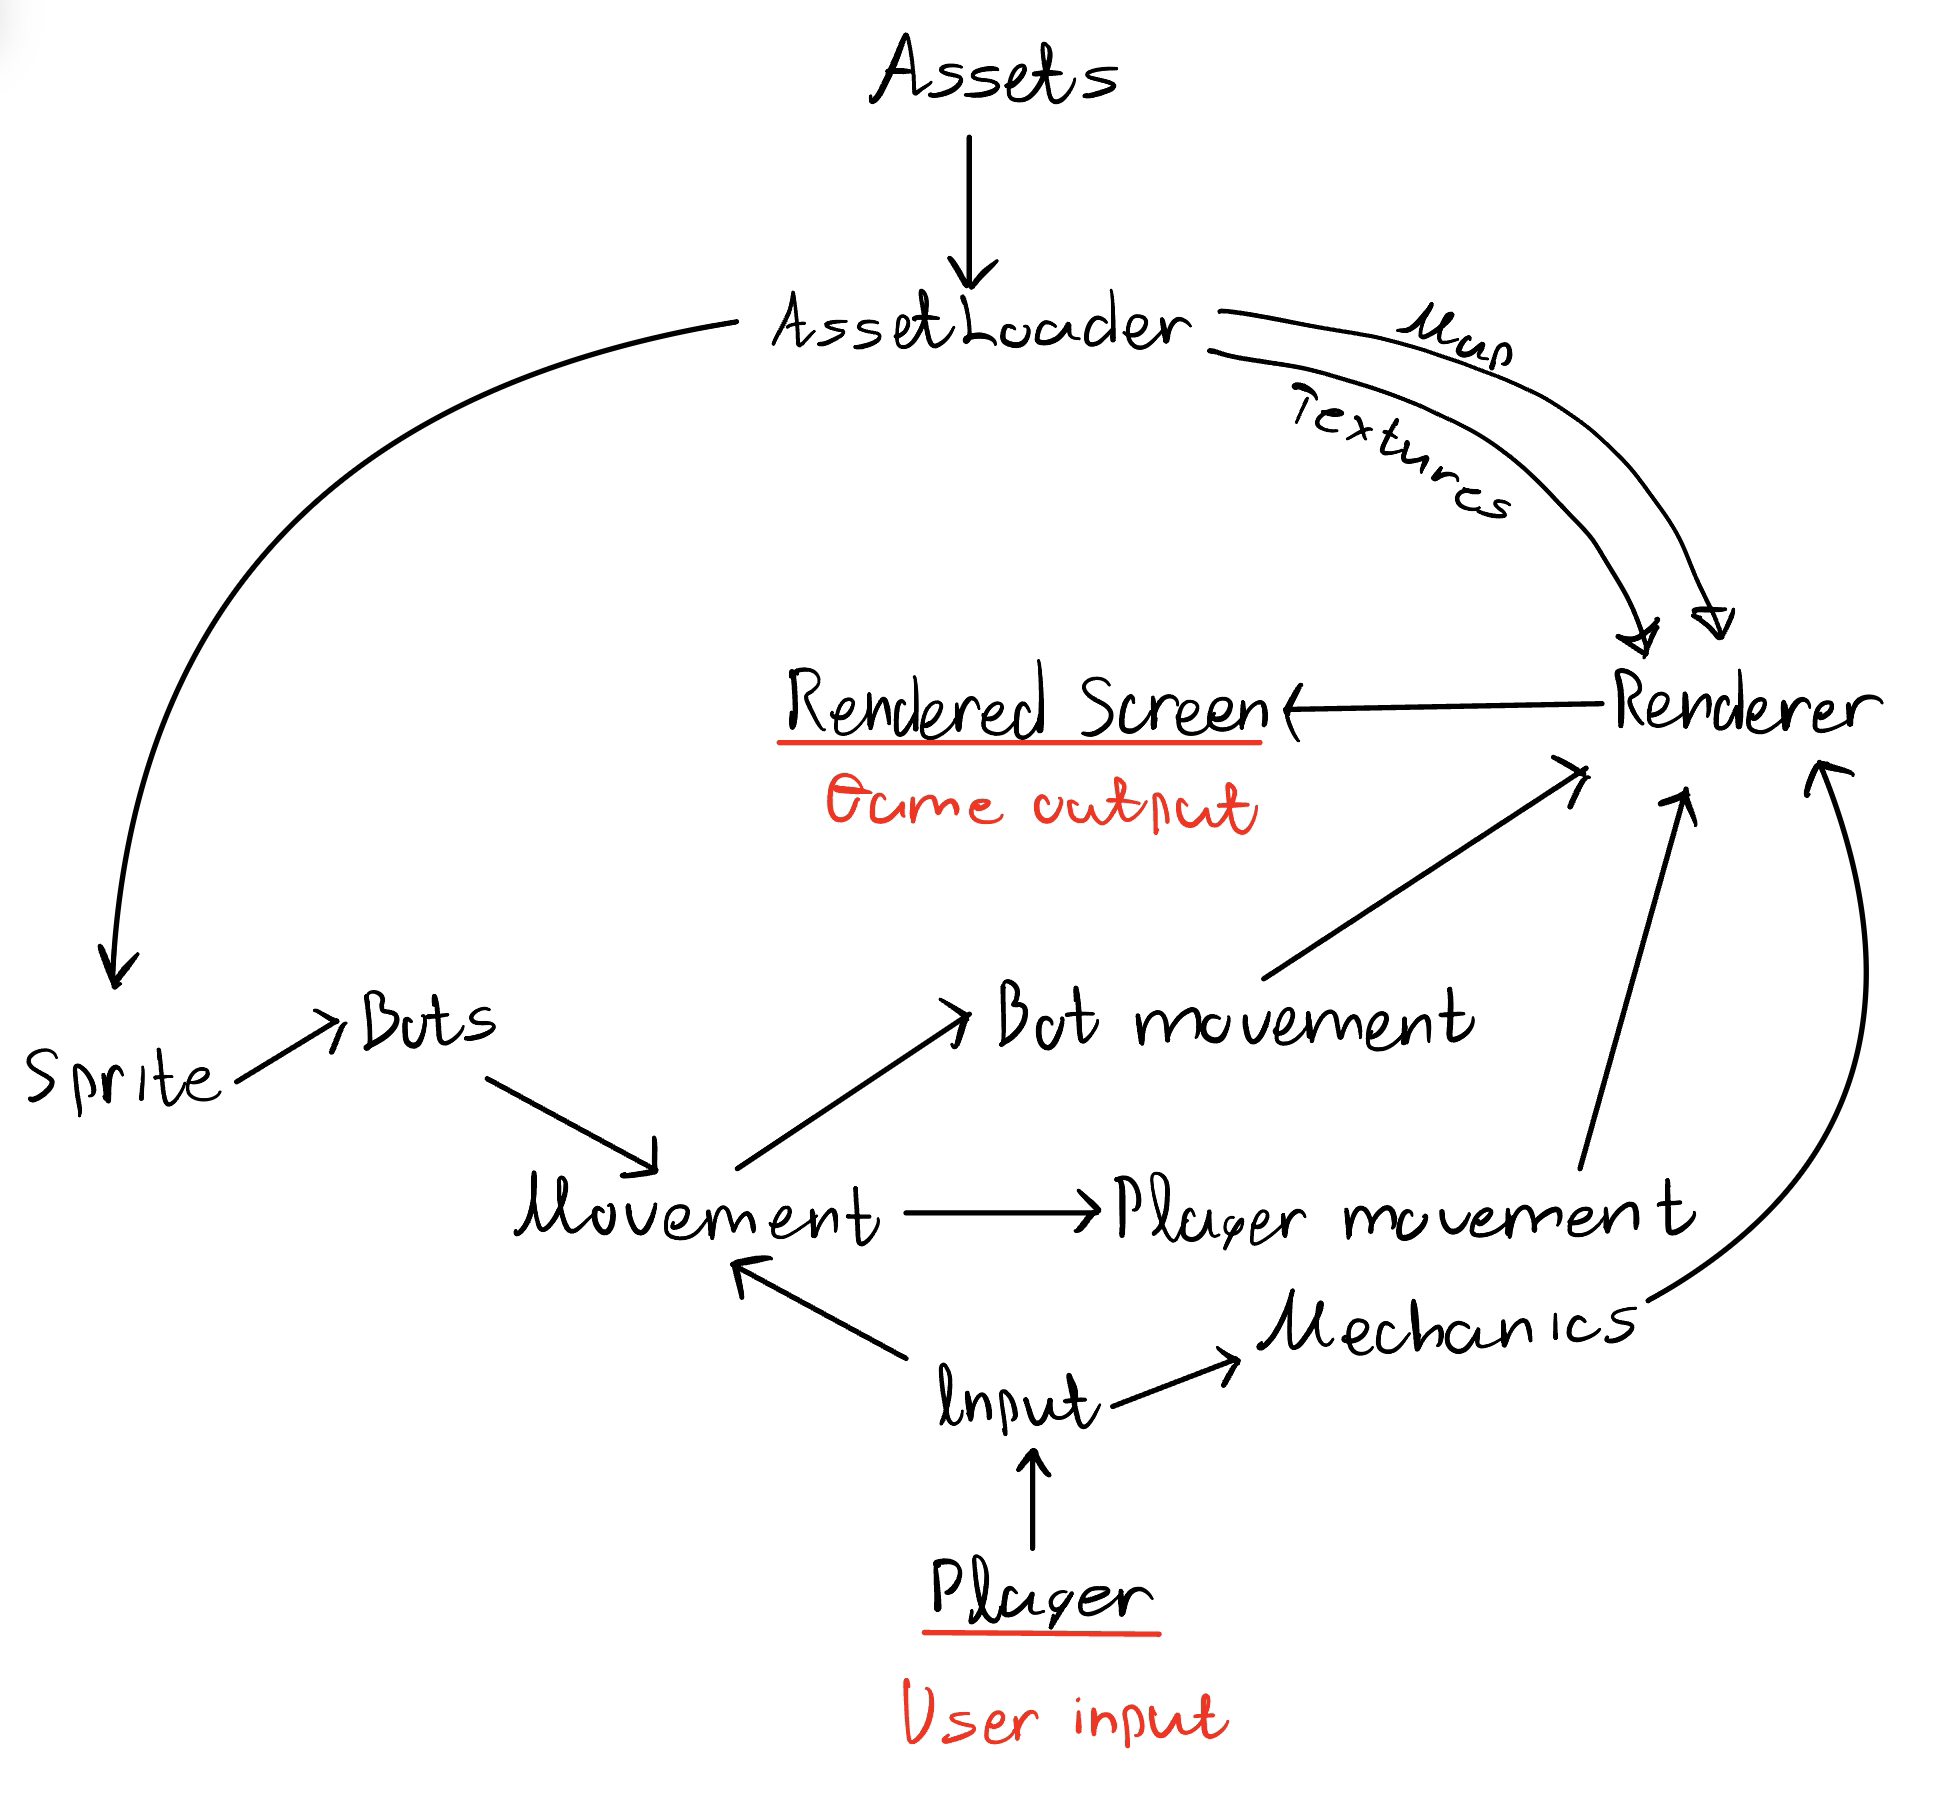 Assets
AssetLoader
Map
Textures
Rendered Screen
Renderer
Game output
Bots
Bot movement
Sprite
Movement
Player movement
Mechanics
Input
Player
User input